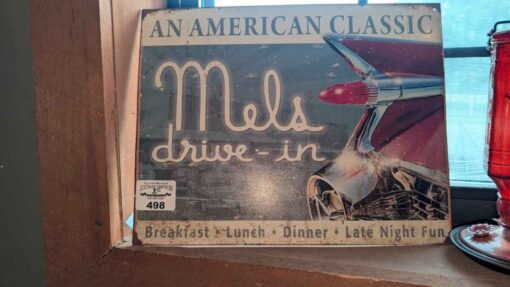 AN AMERICAN CLASSIC
Mels
drive-in
498
Breakfast • Lunch • Dinner • Late Night Fun